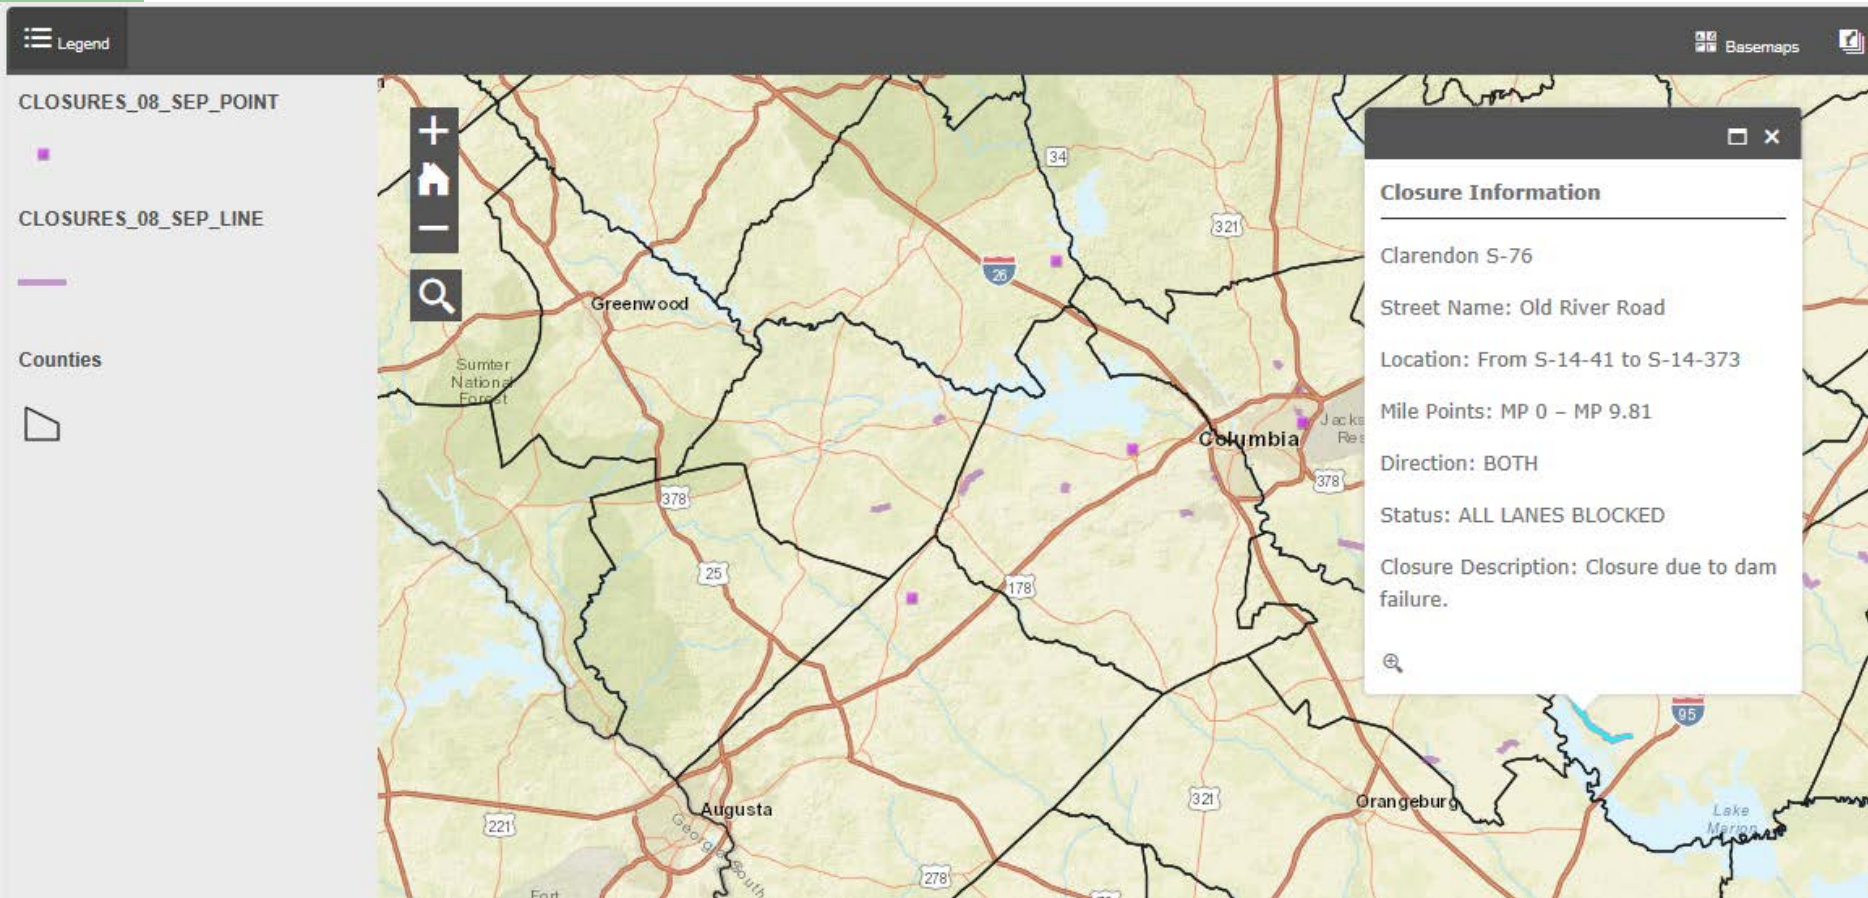 Legend
Basemaps
CLOSURES_08_SEP_POINT
CLOSURES_08_SEP_LINE
Counties
34
321
26
Greenwood
Sumter
National
Forest
Columbia
378
378
25
178
Augusta
221
321
Orangeburg
278
95
Lake
Marion
Closure Information
Clarendon S-76
Street Name: Old River Road
Location: From S-14-41 to S-14-373
Mile Points: MP 0 – MP 9.81
Direction: BOTH
Status: ALL LANES BLOCKED
Closure Description: Closure due to dam
failure.